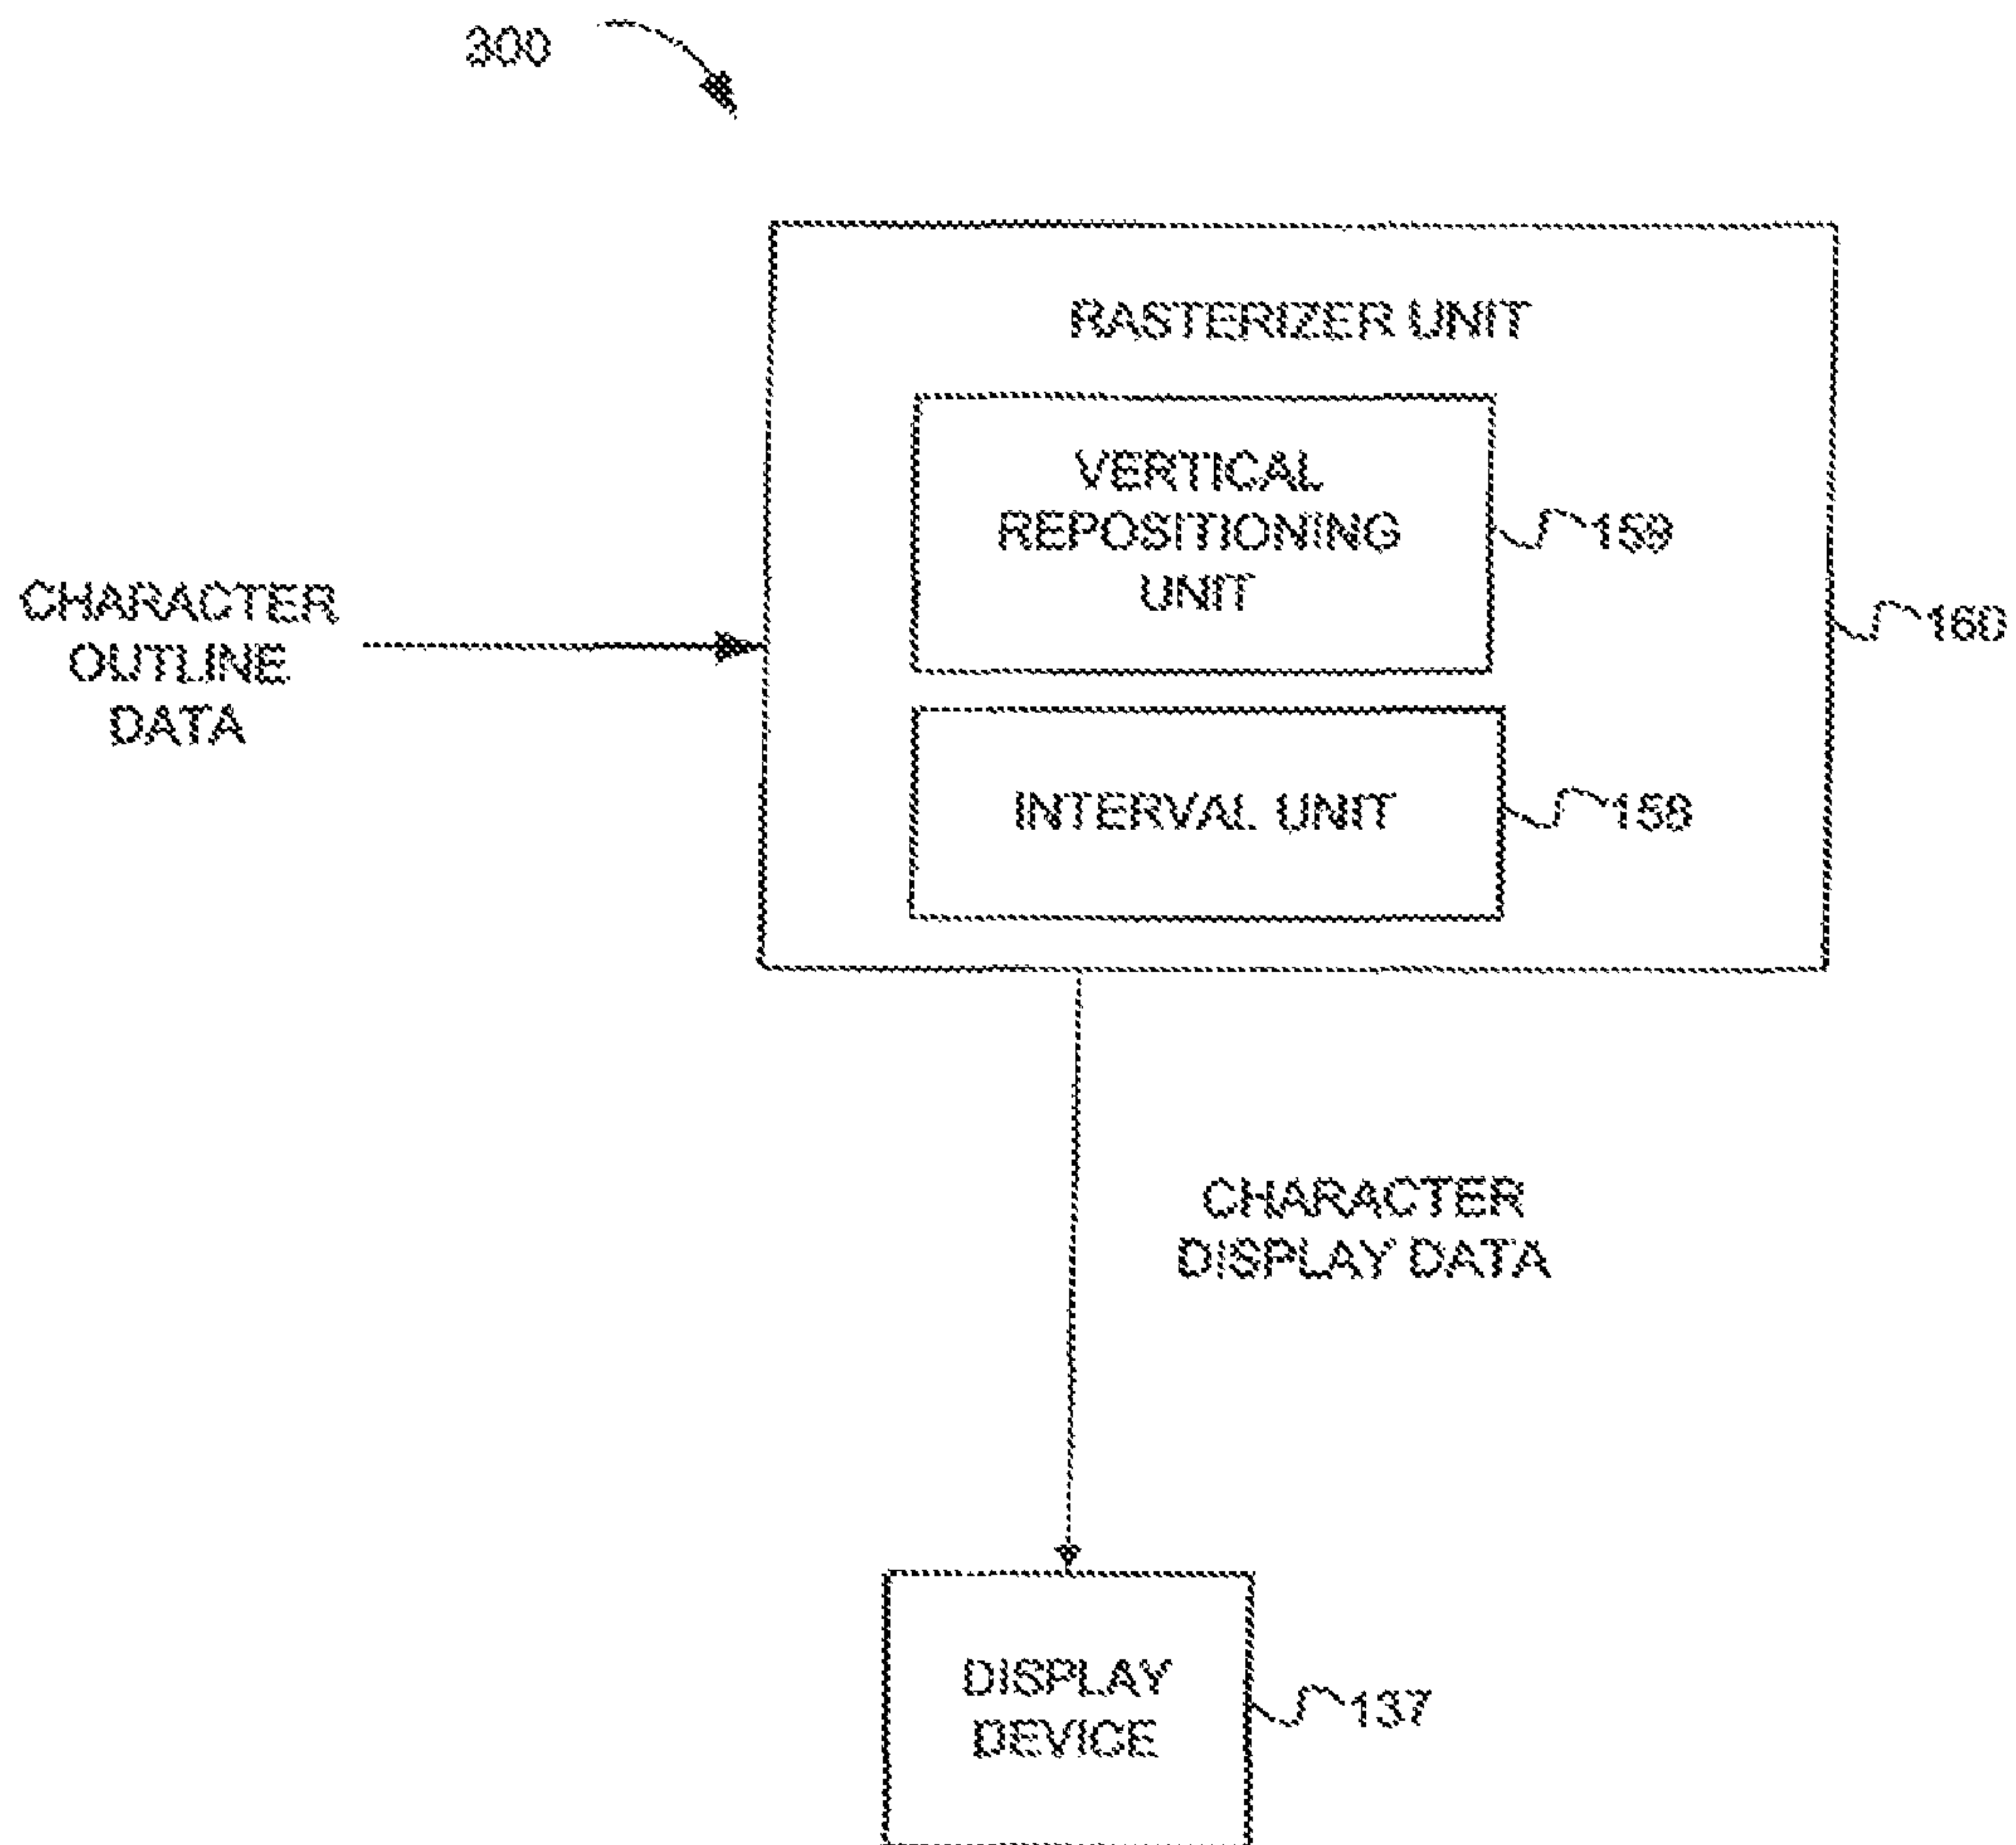 300
RASTERIZER UNIT
VERTICAL
REPOSITIONING
UNIT
159
160
CHARACTER
OUTLINE
DATA
INTERVAL UNIT
158
CHARACTER
DISPLAY DATA
DISPLAY
DEVICE
137